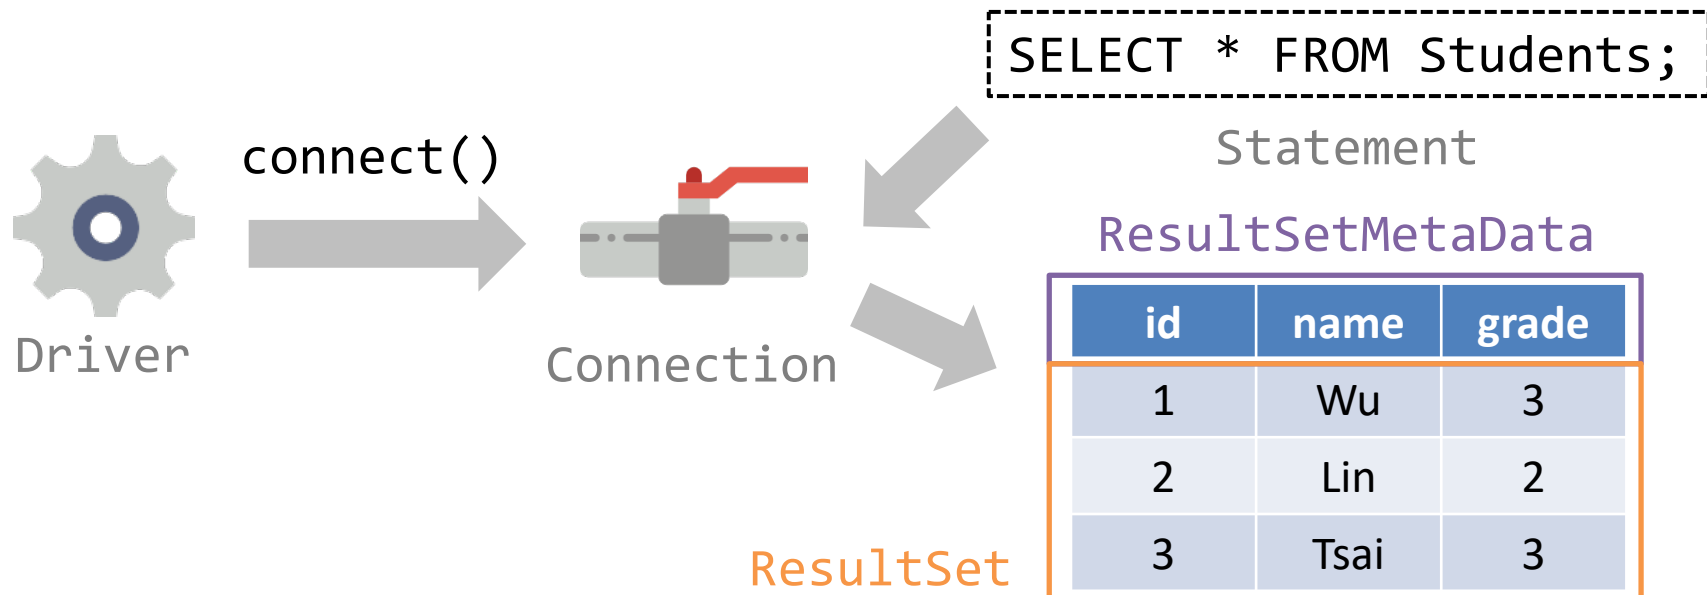 SELECT * FROM Students;
Statement
connect()
Driver
Connection
ResultSetMetaData
id name grade
1 Wu 3
2 Lin 2
3 Tsai 3
ResultSet